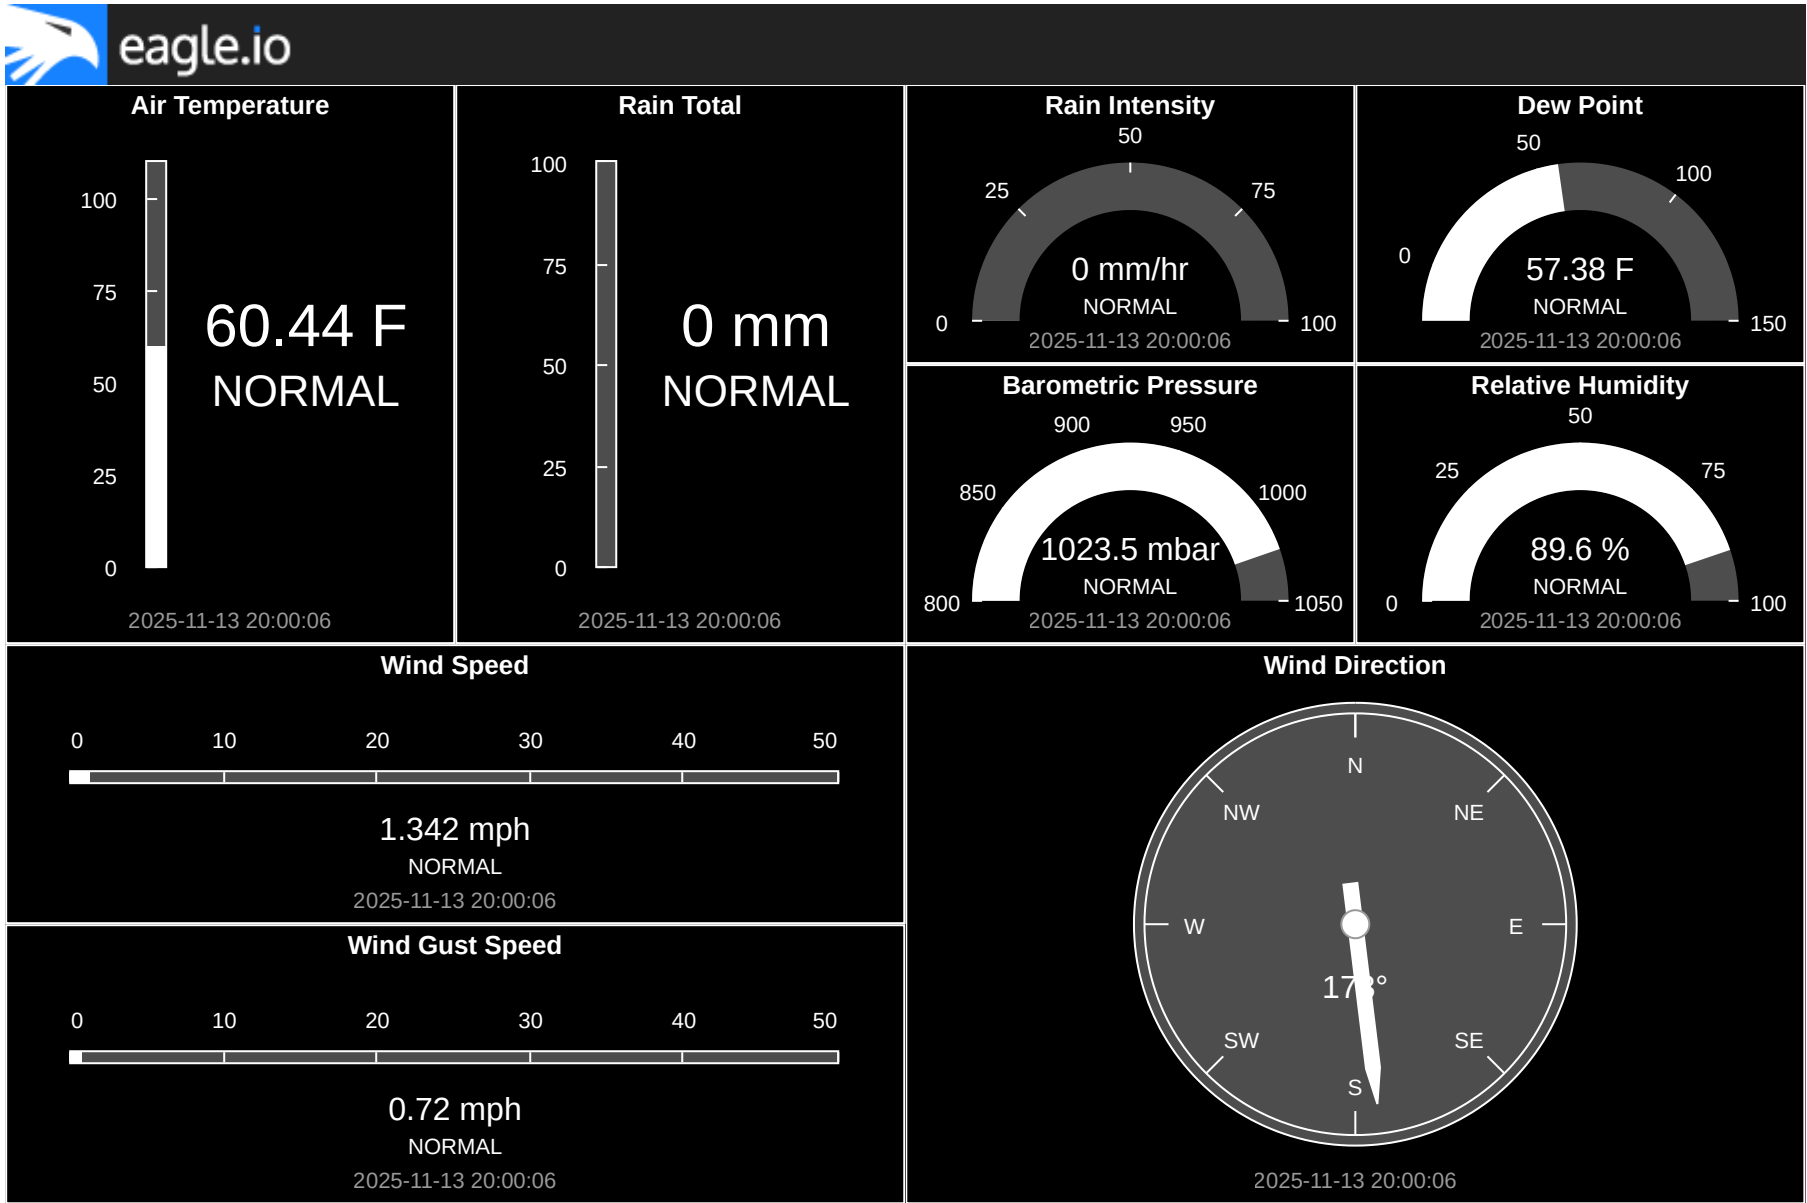 eagle.io
Air Temperature
100
75
50
25
0
60.44 F
NORMAL
2025-11-13 20:00:06
Rain Total
100
75
50
25
0
0 mm
NORMAL
2025-11-13 20:00:06
Rain Intensity
0
25
50
75
100
0 mm/hr
NORMAL
2025-11-13 20:00:06
Dew Point
0
50
100
150
57.38 F
NORMAL
2025-11-13 20:00:06
Barometric Pressure
800
850
900
950
1000
1050
1023.5 mbar
NORMAL
2025-11-13 20:00:06
Relative Humidity
0
25
50
75
100
89.6 %
NORMAL
2025-11-13 20:00:06
Wind Speed
0 10 20 30 40 50
1.342 mph
NORMAL
2025-11-13 20:00:06
Wind Gust Speed
0 10 20 30 40 50
0.72 mph
NORMAL
2025-11-13 20:00:06
Wind Direction
N
NW NE
W E
SW SE
S
2025-11-13 20:00:06